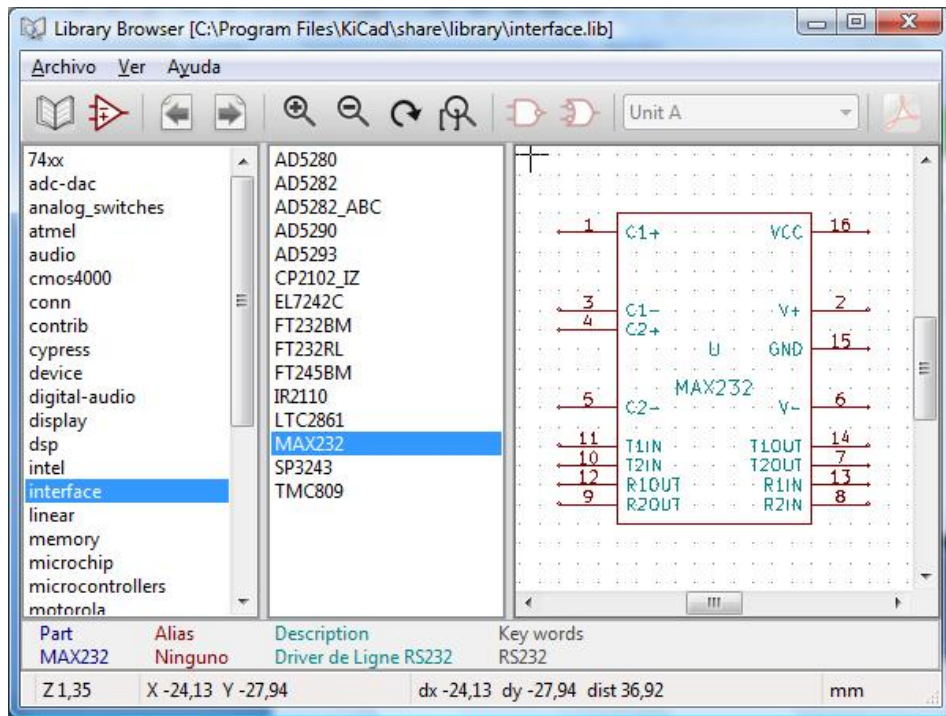 Library Browser [C:\Program Files\KiCad\share\library\interface.lib]
Archivo Ver Ayuda
Unit A
74xx
adc-dac
analog_switches
atmel
audio
cmos4000
conn
contrib
cypress
device
digital-audio
display
dsp
intel
interface
linear
memory
microchip
microcontrollers
motorola
AD5280
AD5282
AD5282_ABC
AD5290
AD5293
CP2102_IZ
EL7242C
FT232BM
FT232RL
FT245BM
IR2110
LTC2861
MAX232
SP3243
TMC809
1 C1+ VCC 16
3 C1- V+ 2
4 C2+
U GND 15
MAX232
5 C2- V- 6
11 T1IN T1OUT 14
10 T2IN T2OUT 7
12 R1OUT R1IN 13
9 R2OUT R2IN 8
Part Alias Description Key words
MAX232 Ninguno Driver de Ligne RS232 RS232
Z 1,35 X -24,13 Y -27,94 dx -24,13 dy -27,94 dist 36,92 mm